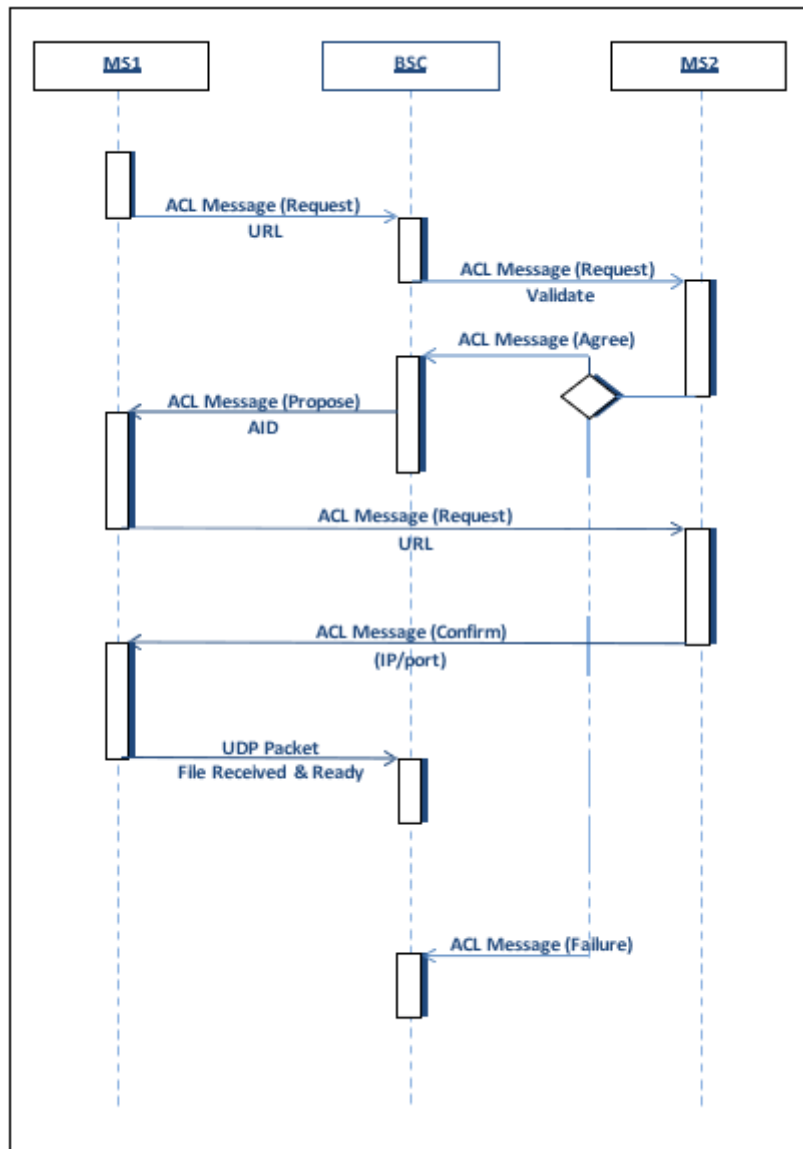 MS1
BSC
MS2
ACL Message (Request)
URL
ACL Message (Request)
Validate
ACL Message (Agree)
ACL Message (Propose)
AID
ACL Message (Request)
URL
ACL Message (Confirm)
(IP/port)
UDP Packet
File Received & Ready
ACL Message (Failure)